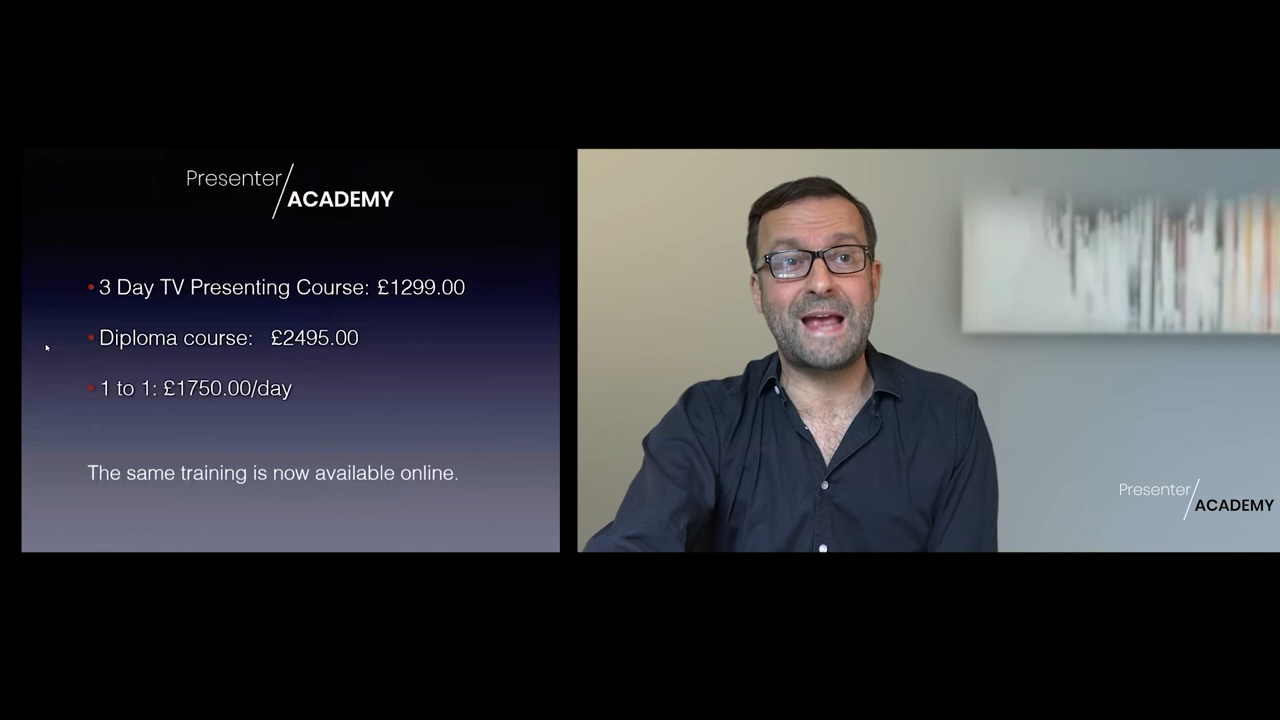 Presenter
ACADEMY
• 3 Day TV Presenting Course: £1299.00
• Diploma course: £2495.00
• 1 to 1: £1750.00/day
The same training is now available online.
Presenter
ACADEMY